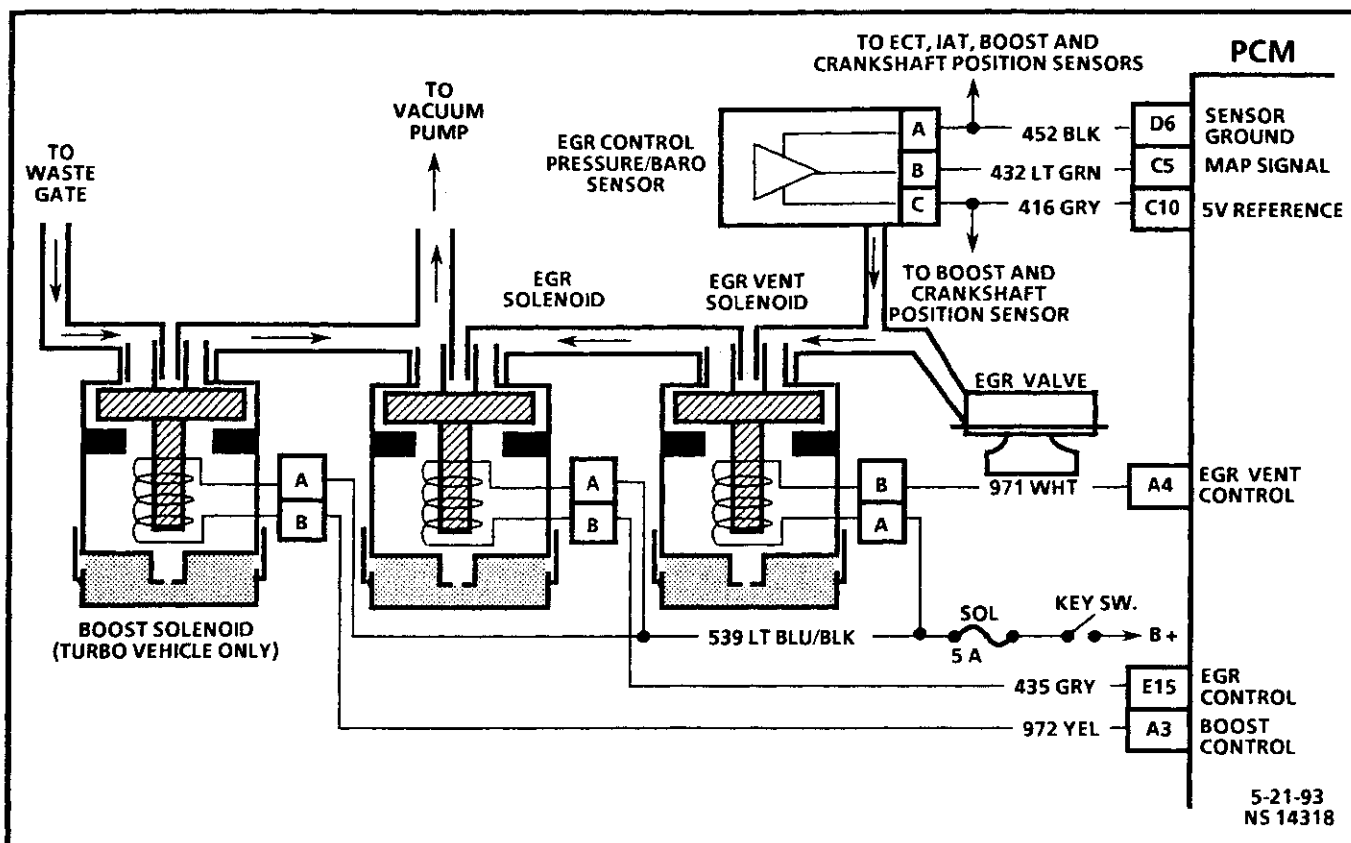 TO ECT, IAT, BOOST AND
CRANKSHAFT POSITION SENSORS
PCM
TO
VACUUM
PUMP
TO
WASTE
GATE
EGR CONTROL
PRESSURE/BARO
SENSOR
A
B
C
452 BLK
432 LT GRN
416 GRY
D6
C5
C10
SENSOR
GROUND
MAP SIGNAL
5V REFERENCE
EGR
SOLENOID
EGR VENT
SOLENOID
TO BOOST AND
CRANKSHAFT
POSITION SENSOR
EGR VALVE
A
B
A
B
B
A
971 WHT
A4
EGR VENT
CONTROL
BOOST SOLENOID
(TURBO VEHICLE ONLY)
539 LT BLU/BLK
SOL
5 A
KEY SW.
B +
435 GRY
E15
EGR
CONTROL
972 YEL
A3
BOOST
CONTROL
5-21-93
NS 14318